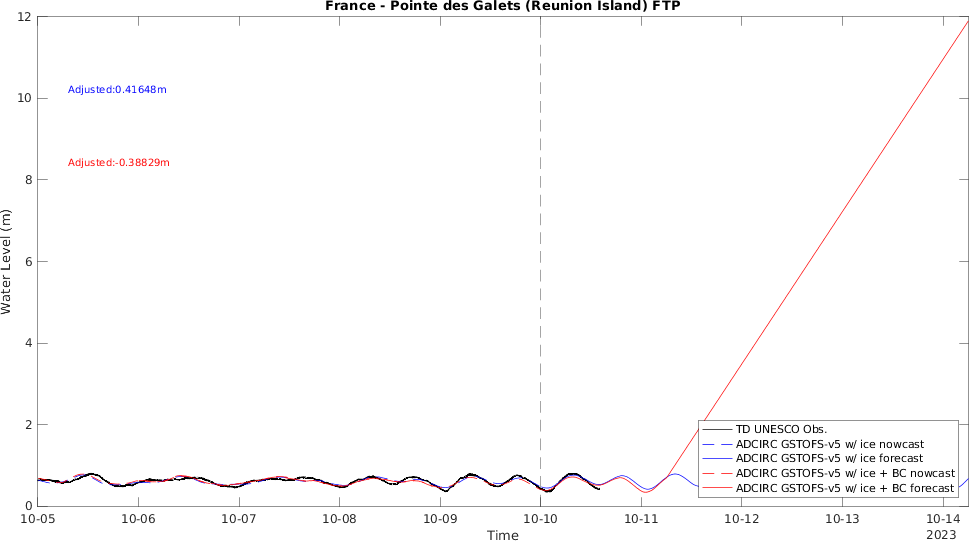 France - Pointe des Galets (Reunion Island) FTP
12
10
8
6
4
2
0
Water Level (m)
Adjusted:0.41648m
Adjusted:-0.38829m
TD UNESCO Obs.
ADCIRC GSTOFS-v5 w/ ice nowcast
ADCIRC GSTOFS-v5 w/ ice forecast
ADCIRC GSTOFS-v5 w/ ice + BC nowcast
ADCIRC GSTOFS-v5 w/ ice + BC forecast
10-05 10-06 10-07 10-08 10-09 10-10 10-11 10-12 10-13 10-14
2023
Time